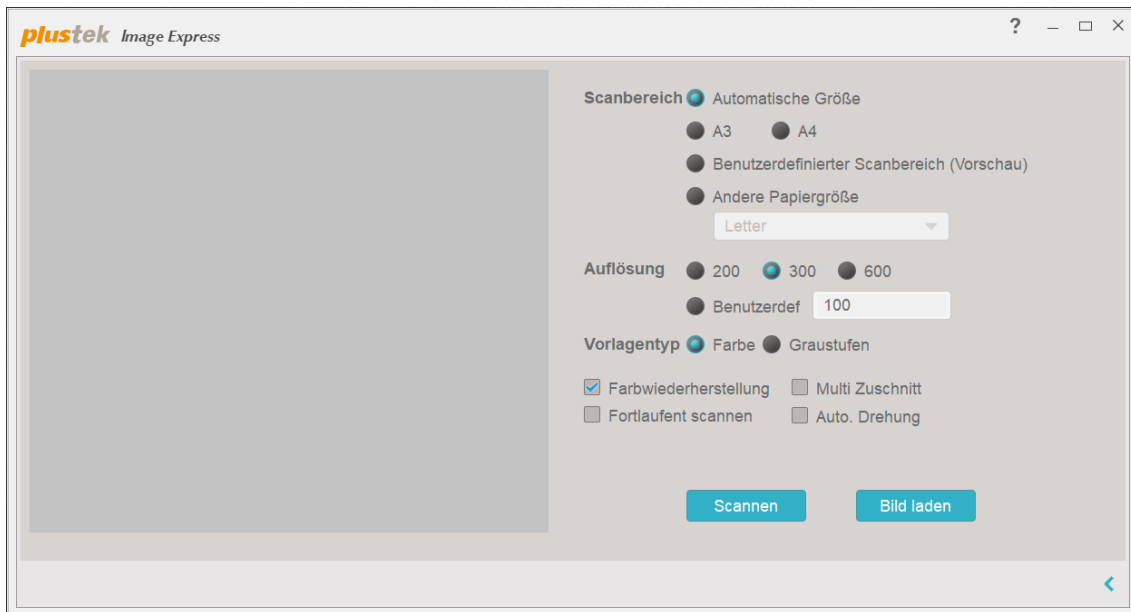 plustek Image Express
?
Scanbereich Automatische Größe
A3 A4
Benutzerdefinierter Scanbereich (Vorschau)
Andere Papiergröße
Letter
Auflösung 200 300 600
Benutzerdef 100
Vorlagentyp Farbe Graustufen
Farbwiederherstellung Multi Zuschnitt
Fortlaufent scannen Auto. Drehung
Scannen Bild laden